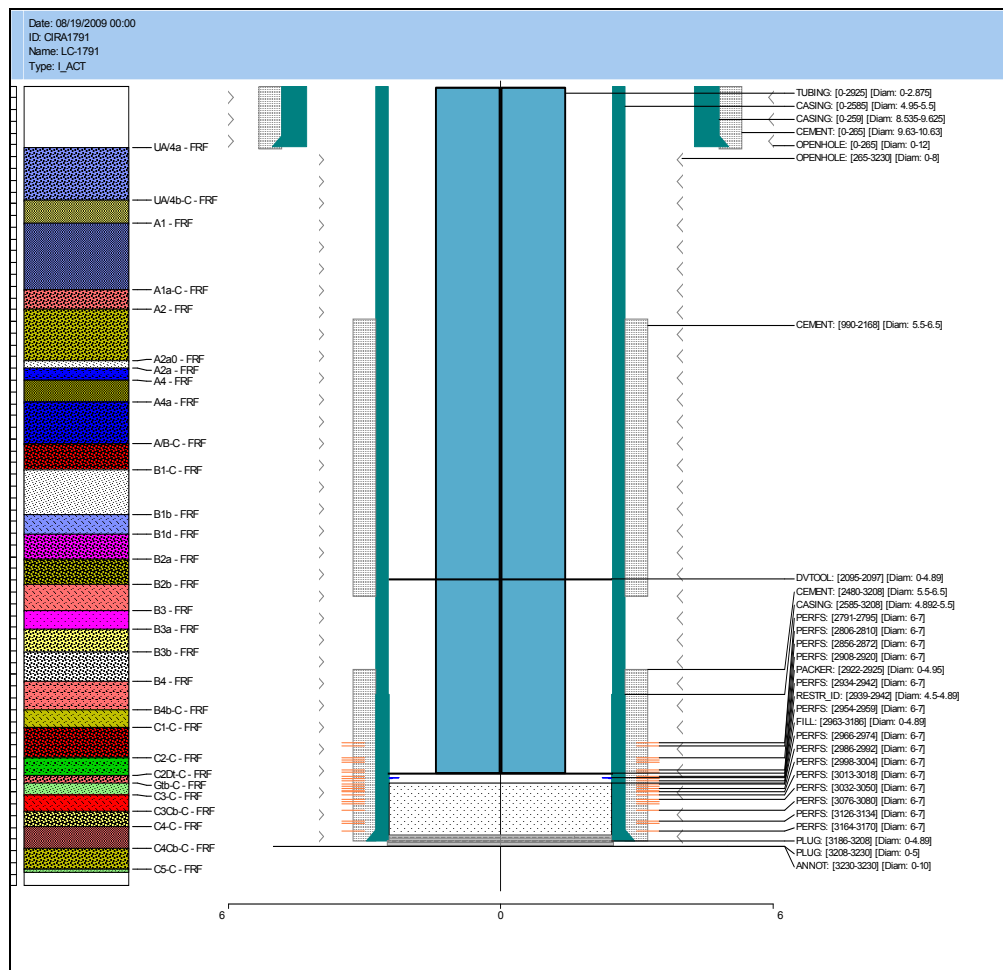 Date: 08/19/2009 00:00
ID: CIRA1791
Name: LC-1791
Type: I_ACT
UA/4a - FRF
UA/4b-C - FRF
A1 - FRF
A1a-C - FRF
A2 - FRF
A2a0 - FRF
A2a - FRF
A4 - FRF
A4a - FRF
A/B-C - FRF
B1-C - FRF
B1b - FRF
B1d - FRF
B2a - FRF
B2b - FRF
B3 - FRF
B3a - FRF
B3b - FRF
B4 - FRF
B4b-C - FRF
C1-C - FRF
C2-C - FRF
C2Dt-C - FRF
Gtb-C - FRF
C3-C - FRF
C3Cb-C - FRF
C4-C - FRF
C4Cb-C - FRF
C5-C - FRF
TUBING: [0-2925] [Diam: 0-2.875]
CASING: [0-2585] [Diam: 4.95-5.5]
CASING: [0-259] [Diam: 8.535-9.625]
CEMENT: [0-265] [Diam: 9.63-10.63]
OPENHOLE: [0-265] [Diam: 0-12]
OPENHOLE: [265-3230] [Diam: 0-8]
CEMENT: [990-2168] [Diam: 5.5-6.5]
DVTOOL: [2095-2097] [Diam: 0-4.89]
CEMENT: [2480-3208] [Diam: 5.5-6.5]
CASING: [2585-3208] [Diam: 4.892-5.5]
PERFS: [2791-2795] [Diam: 6-7]
PERFS: [2806-2810] [Diam: 6-7]
PERFS: [2856-2872] [Diam: 6-7]
PERFS: [2908-2920] [Diam: 6-7]
PACKER: [2922-2925] [Diam: 0-4.95]
PERFS: [2934-2942] [Diam: 6-7]
RESTR_ID: [2939-2942] [Diam: 4.5-4.89]
PERFS: [2954-2959] [Diam: 6-7]
FILL: [2963-3186] [Diam: 0-4.89]
PERFS: [2966-2974] [Diam: 6-7]
PERFS: [2986-2992] [Diam: 6-7]
PERFS: [2998-3004] [Diam: 6-7]
PERFS: [3013-3018] [Diam: 6-7]
PERFS: [3032-3050] [Diam: 6-7]
PERFS: [3076-3080] [Diam: 6-7]
PERFS: [3126-3134] [Diam: 6-7]
PERFS: [3164-3170] [Diam: 6-7]
PLUG: [3186-3208] [Diam: 0-4.89]
PLUG: [3208-3230] [Diam: 0-5]
ANNOT: [3230-3230] [Diam: 0-10]
6 0 6